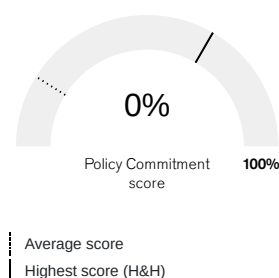 0%
Policy Commitment
score
100%
Average score
Highest score (H&H)